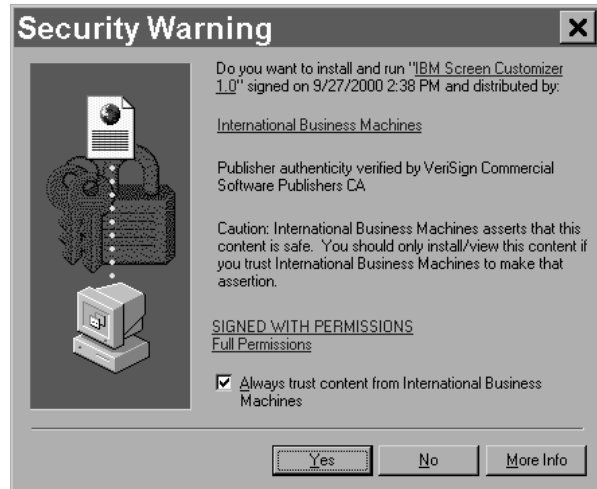 Security Warning
Do you want to install and run "IBM Screen Customizer
1.0" signed on 9/27/2000 2:38 PM and distributed by:
International Business Machines
Publisher authenticity verified by VeriSign Commercial
Software Publishers CA
Caution: International Business Machines asserts that this
content is safe.  You should only install/view this content if
you trust International Business Machines to make that
assertion.
SIGNED WITH PERMISSIONS
Full Permissions
Always trust content from International Business
Machines
Yes No More Info